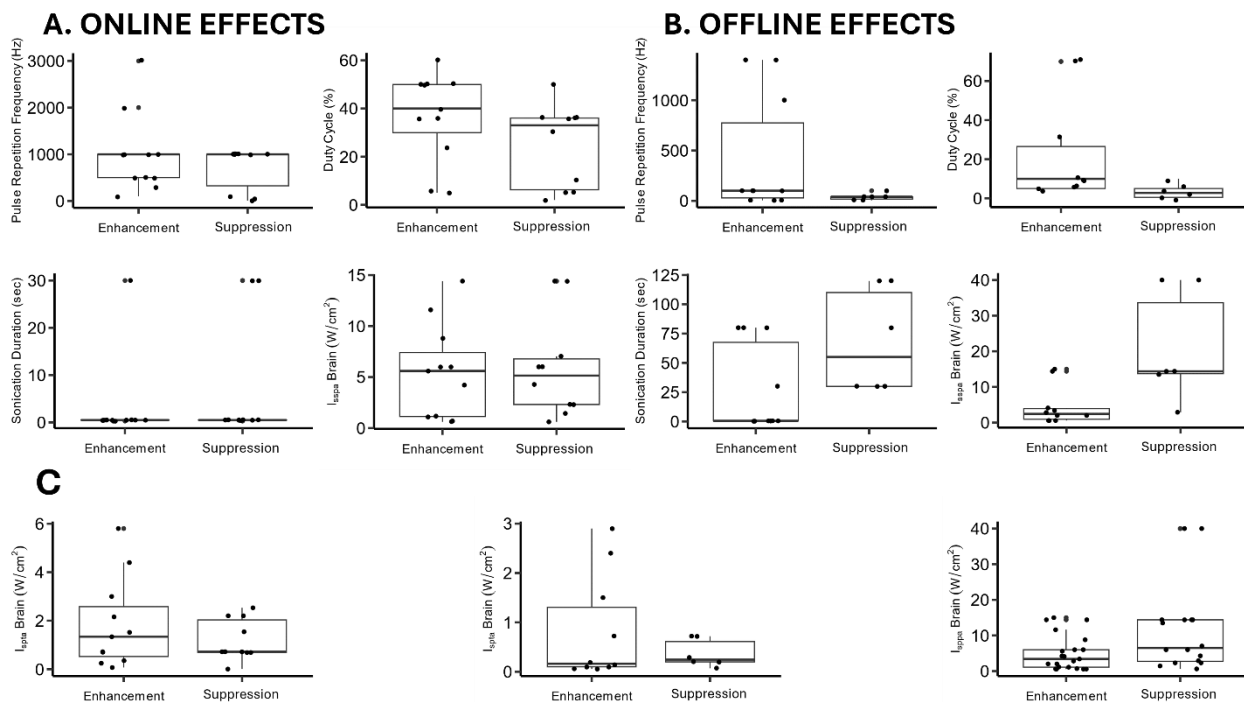 A. ONLINE EFFECTS
B. OFFLINE EFFECTS
Pulse Repetition Frequency (Hz)
3000
2000
1000
0
Enhancement
Suppression
Duty Cycle (%)
60
40
20
0
Enhancement
Suppression
Pulse Repetition Frequency (Hz)
1000
500
0
Enhancement
Suppression
Duty Cycle (%)
60
40
20
0
Enhancement
Suppression
Sonication Duration (sec)
30
20
10
0
Enhancement
Suppression
Isspa Brain (W/cm²)
15
10
5
0
Enhancement
Suppression
Sonication Duration (sec)
125
100
75
50
25
0
Enhancement
Suppression
Isspa Brain (W/cm²)
40
30
20
10
0
Enhancement
Suppression
C
Ispta Brain (W/cm²)
6
4
2
0
Enhancement
Suppression
Ispta Brain (W/cm²)
3
2
1
0
Enhancement
Suppression
Isppa Brain (W/cm²)
40
30
20
10
0
Enhancement
Suppression